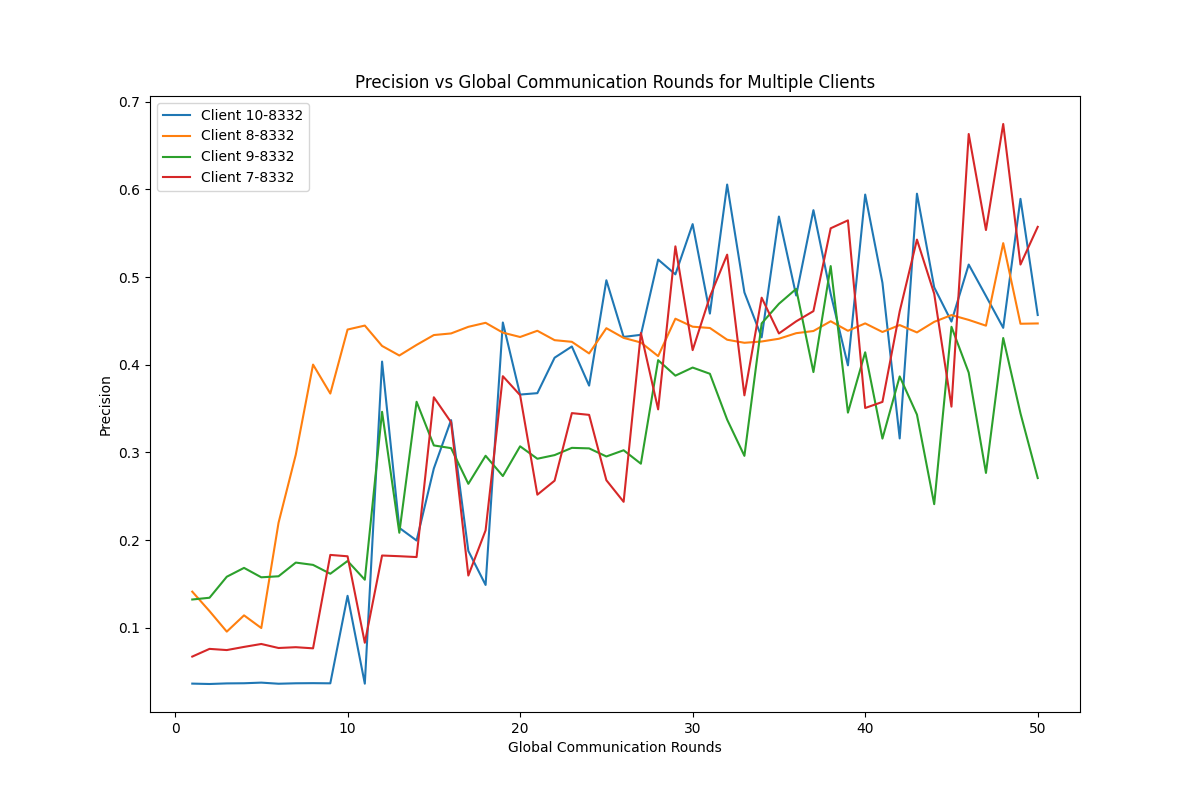 Precision vs Global Communication Rounds for Multiple Clients
Client 10-8332
Client 8-8332
Client 9-8332
Client 7-8332
Precision
0.7
0.6
0.5
0.4
0.3
0.2
0.1
0 10 20 30 40 50
Global Communication Rounds